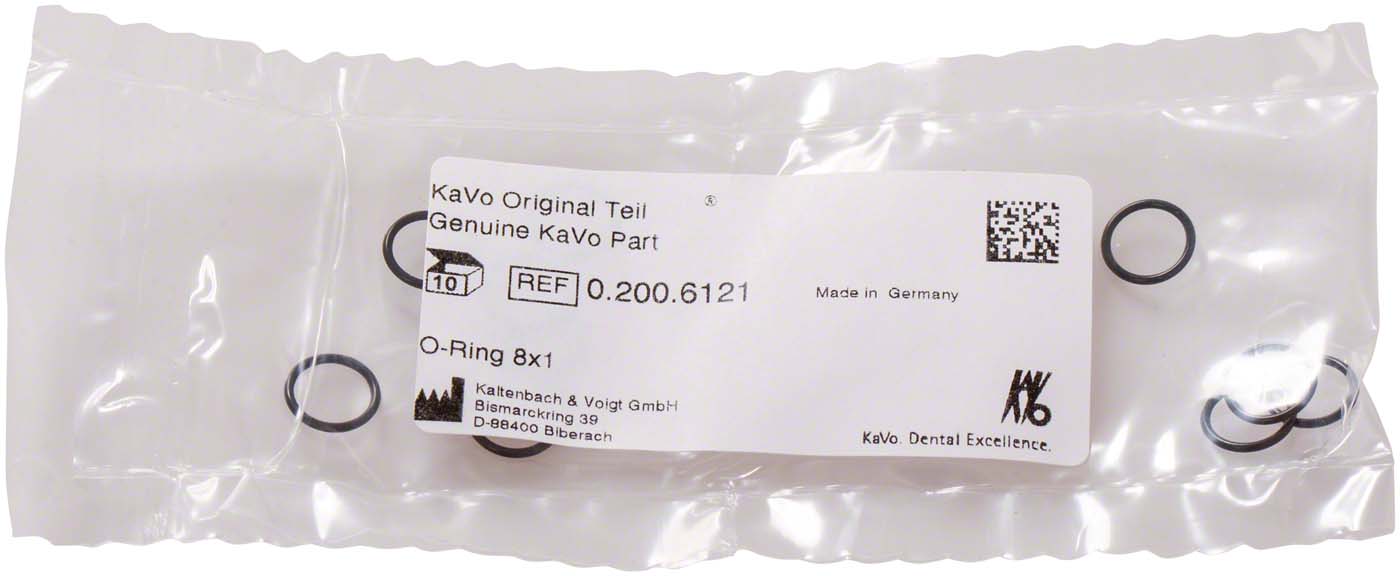 KaVo Original Teil ®
Genuine KaVo Part
10 REF 0.200.6121
Made in Germany
O-Ring 8x1
Kaltenbach & Voigt GmbH
Bismarckring 39
D-88400 Biberach
KaVo
KaVo. Dental Excellence.